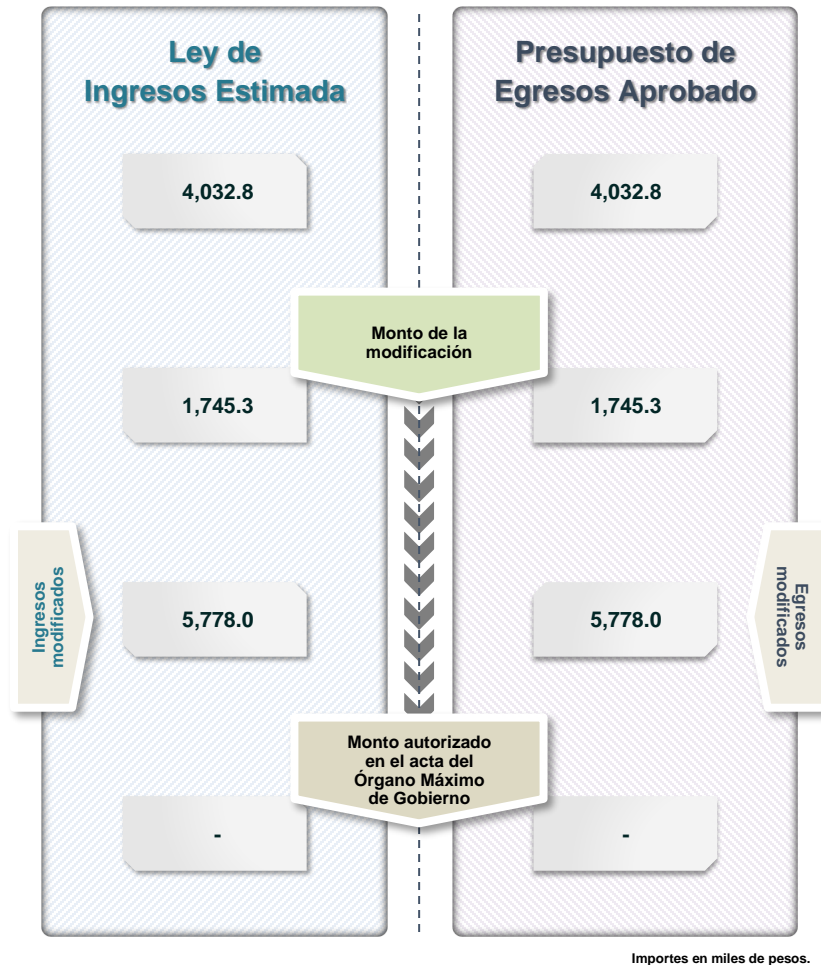 Ley de
Ingresos Estimada
Presupuesto de
Egresos Aprobado
4,032.8
4,032.8
Monto de la
modificación
1,745.3
1,745.3
Ingresos
modificados
5,778.0
5,778.0
Egresos
modificados
Monto autorizado
en el acta del
Órgano Máximo
de Gobierno
-
-
Importes en miles de pesos.